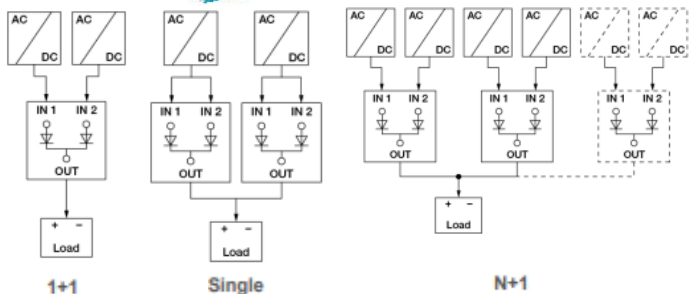 AC
DC
AC
DC
IN 1 IN 2
OUT
+ −
Load
1+1
AC
DC
AC
DC
IN 1 IN 2
OUT
IN 1 IN 2
OUT
+ −
Load
Single
AC
DC
AC
DC
AC
DC
AC
DC
AC
DC
AC
DC
IN 1 IN 2
OUT
IN 1 IN 2
OUT
IN 1 IN 2
OUT
+ −
Load
N+1